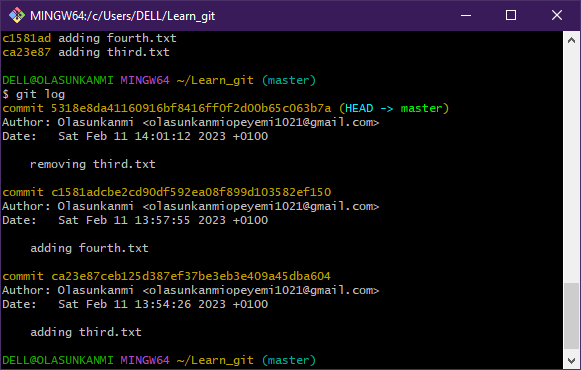 MINGW64:/c/Users/DELL/Learn_git
c1581ad adding fourth.txt
ca23e87 adding third.txt
DELL@OLASUNKANMI MINGW64 ~/Learn_git (master)
$ git log
commit 5318e8da41160916bf8416ff0f2d00b65c063b7a (HEAD -> master)
Author: Olasunkanmi <olasunkanmiopeyemi1021@gmail.com>
Date:   Sat Feb 11 14:01:12 2023 +0100
    removing third.txt
commit c1581adcbe2cd90df592ea08f899d103582ef150
Author: Olasunkanmi <olasunkanmiopeyemi1021@gmail.com>
Date:   Sat Feb 11 13:57:55 2023 +0100
    adding fourth.txt
commit ca23e87ceb125d387ef37be3eb3e409a45dba604
Author: Olasunkanmi <olasunkanmiopeyemi1021@gmail.com>
Date:   Sat Feb 11 13:54:26 2023 +0100
    adding third.txt
DELL@OLASUNKANMI MINGW64 ~/Learn_git (master)